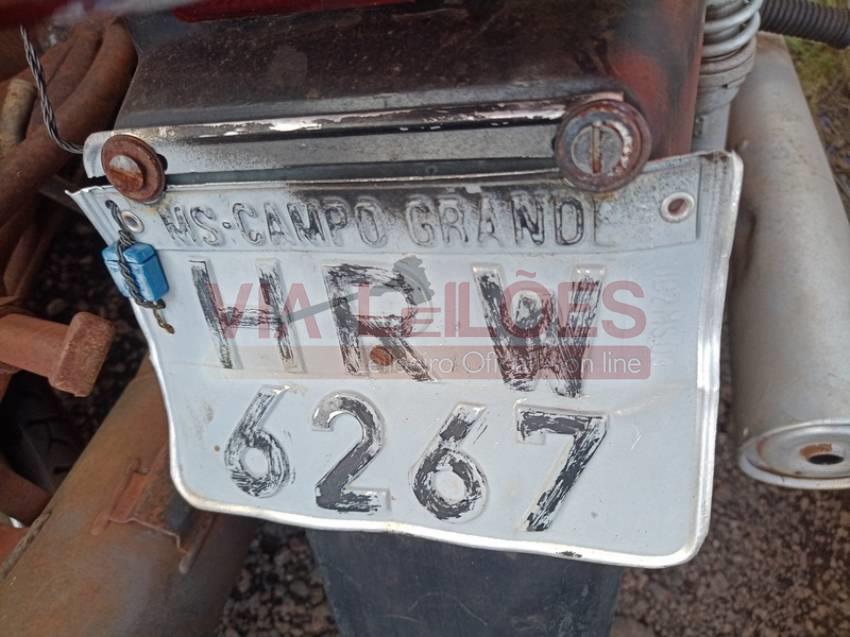 MS-CAMPO GRANDE
HRW
6267
VIA LEILÕES
Leiloeiro Oficial e on line